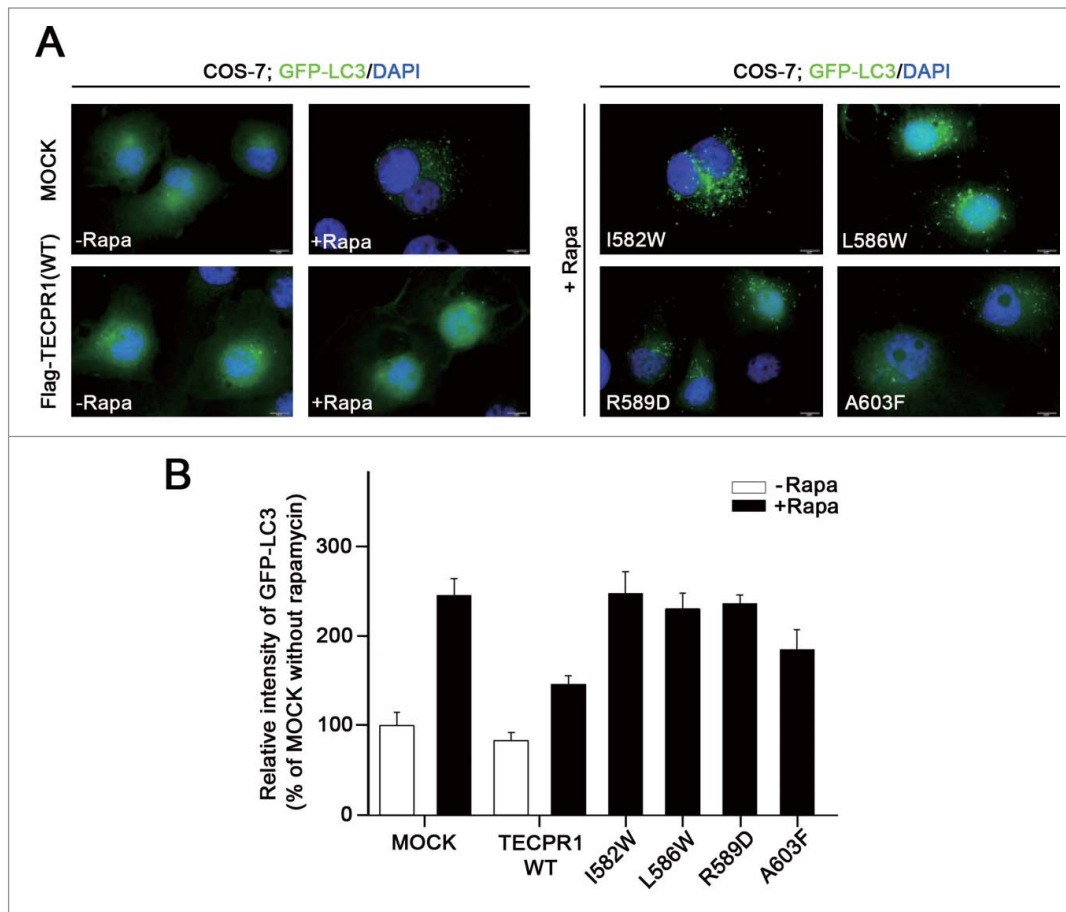 A
COS-7; GFP-LC3/DAPI
COS-7; GFP-LC3/DAPI
MOCK
Flag-TECPR1(WT)
-Rapa
+Rapa
-Rapa
+Rapa
+ Rapa
I582W
L586W
R589D
A603F
B
Relative intensity of GFP-LC3
(% of MOCK without rapamycin)
-Rapa
+Rapa
300
200
100
0
MOCK
TECPR1
WT
I582W
L586W
R589D
A603F